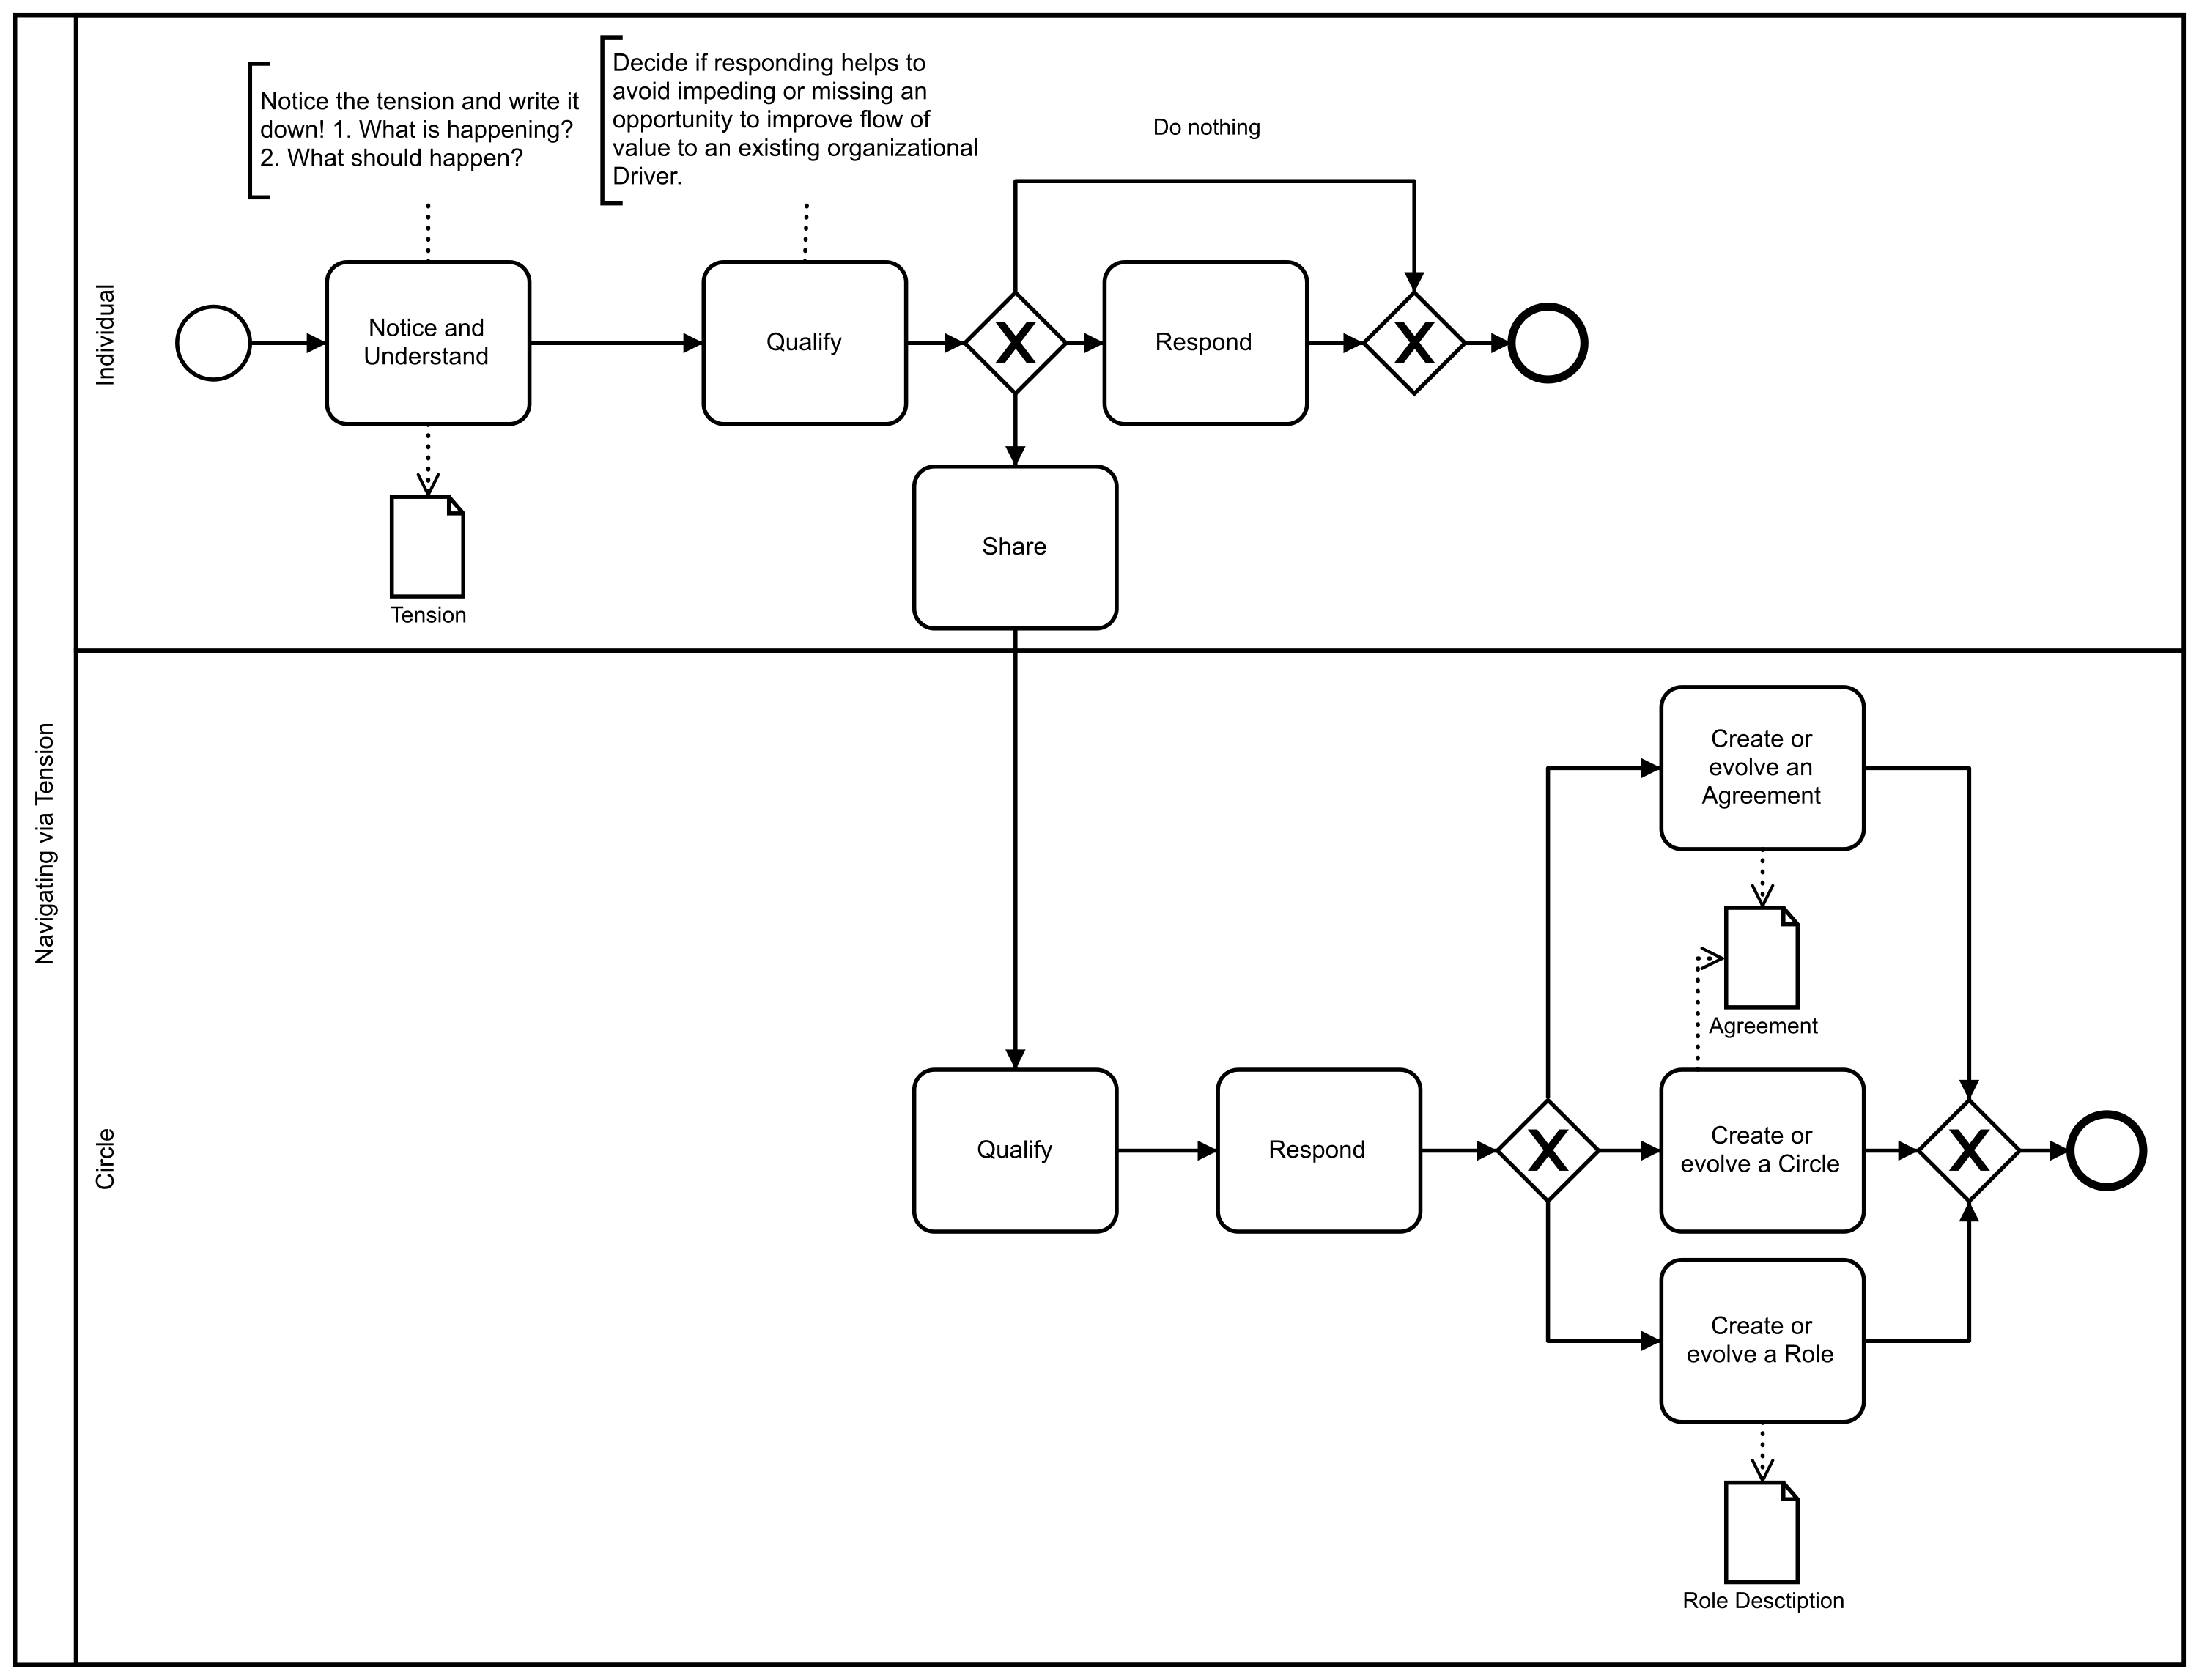 Navigating via Tension
Individual
Notice the tension and write it
down! 1. What is happening?
2. What should happen?
Decide if responding helps to
avoid impeding or missing an
opportunity to improve flow of
value to an existing organizational
Driver.
Do nothing
Notice and
Understand
Qualify
X
Respond
X
Share
Tension
Circle
Create or
evolve an
Agreement
Agreement
Qualify
Respond
X
Create or
evolve a Circle
X
Create or
evolve a Role
Role Desctiption